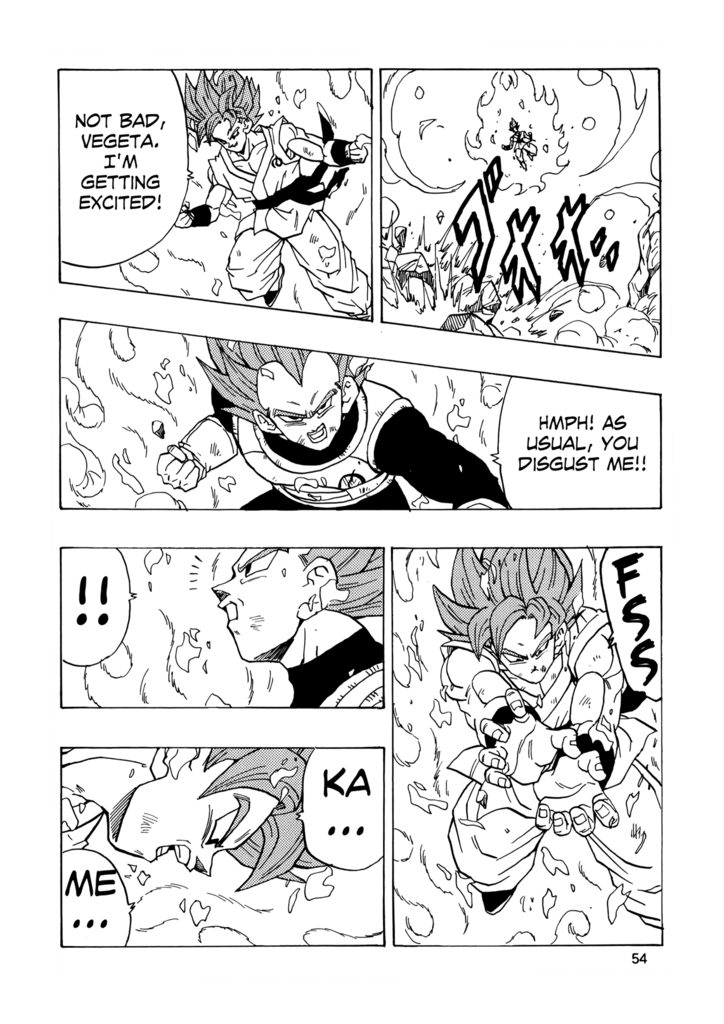 NOT BAD,
VEGETA.
I'M
GETTING
EXCITED!
HMPH! AS
USUAL, YOU
DISGUST ME!!
FSS
!!
KA
...
ME
...
54